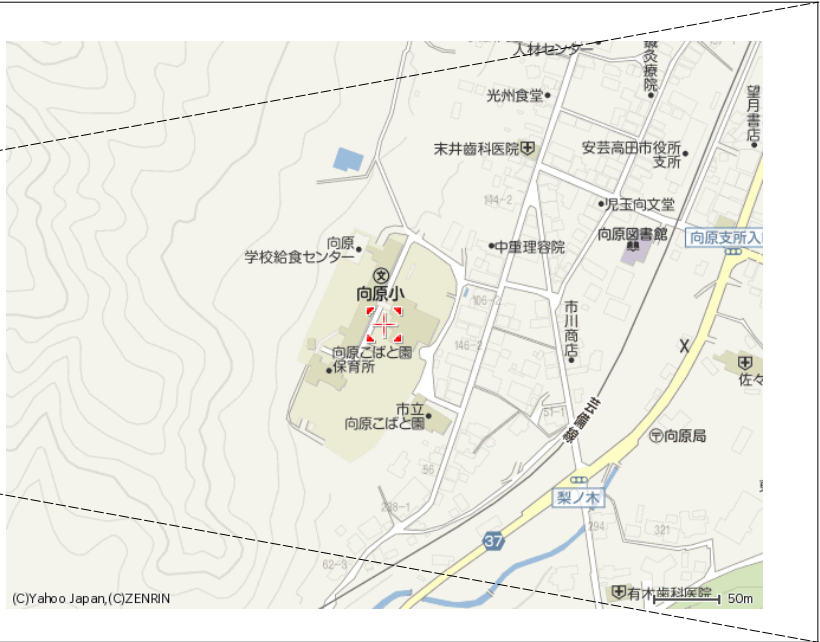 人材センター
鍼灸療院
光州食堂
望月書店
末井歯科医院
安芸高田市役所
支所
144-2
児玉向文堂
向原図書館
向原支所入
中重理容院
向原
学校給食センター
文
向原小
106-2
市川商店
146-2
向原こばと園
保育所
佐々
市立
向原こばと園
51-1
芸備線
〒向原局
56
梨ノ木
288-1
294
321
37
62-3
有木歯科医院
50m
(C)Yahoo Japan,(C)ZENRIN